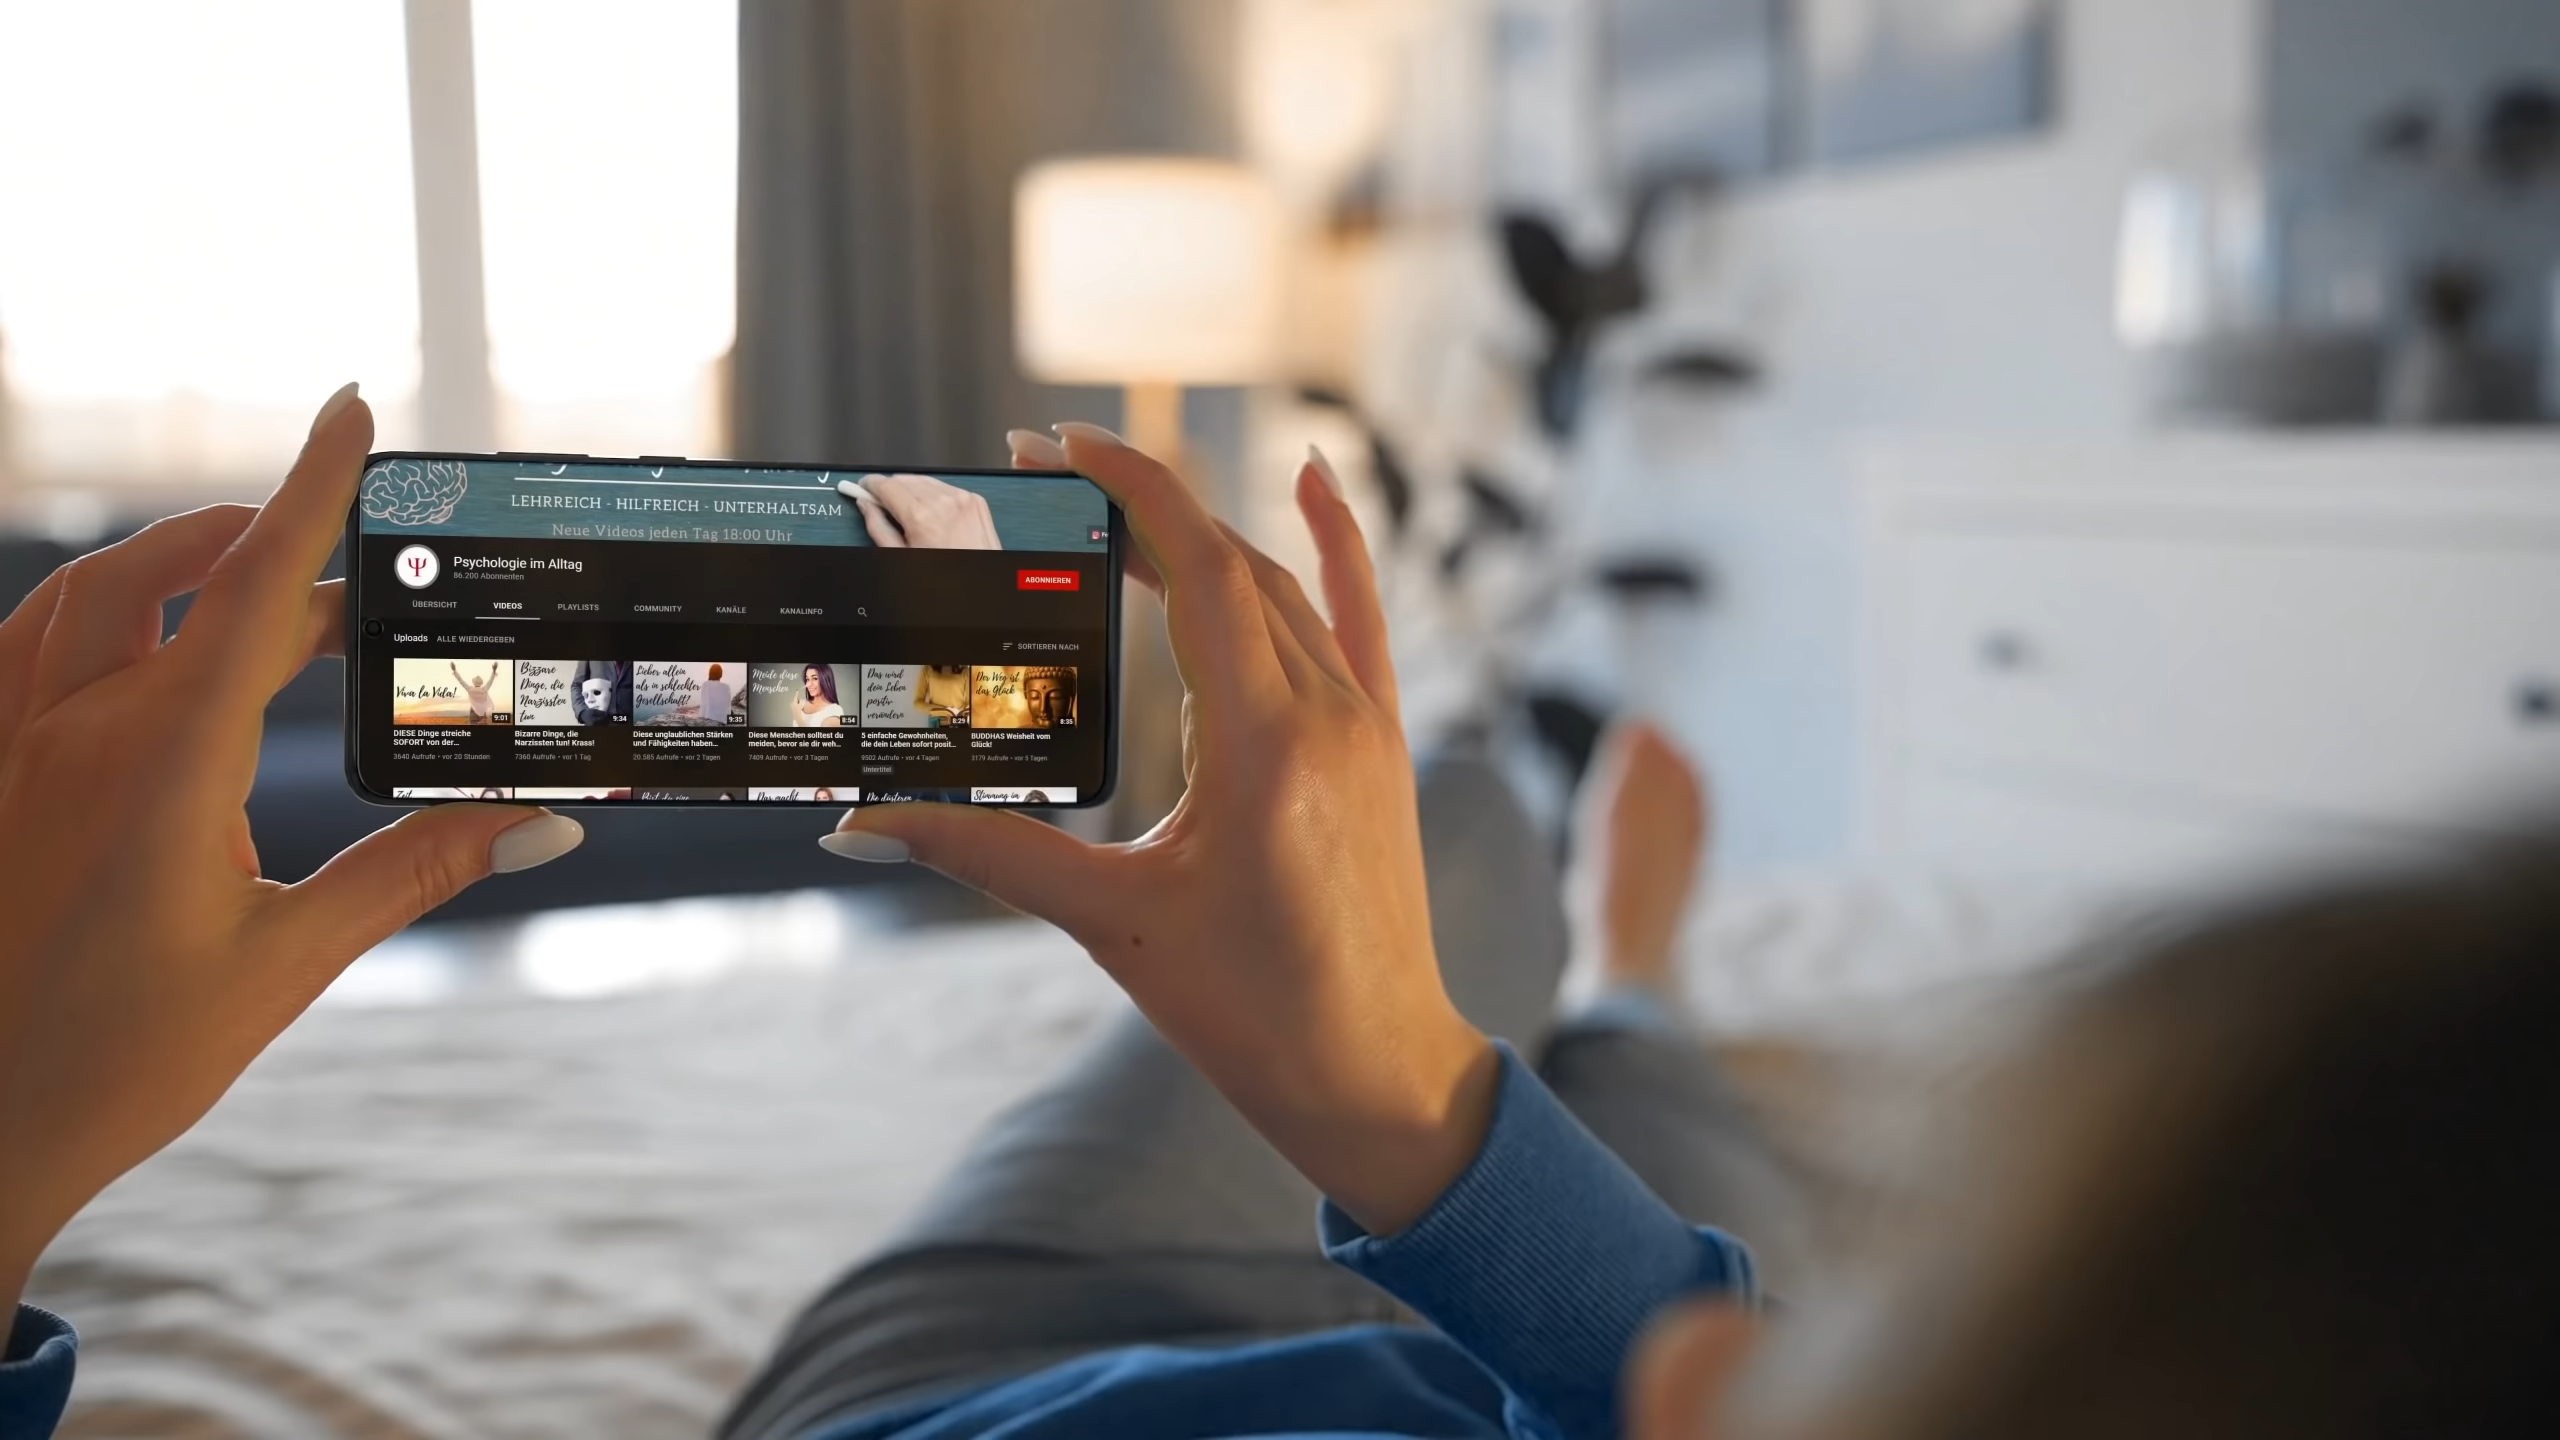 LEHRREICH - HILFREICH - UNTERHALTSAM
Neue Videos jeden Tag 18:00 Uhr
Ψ
Psychologie im Alltag
86.200 Abonnenten
ABONNIEREN
ÜBERSICHT VIDEOS PLAYLISTS COMMUNITY KANÄLE KANALINFO
Uploads ALLE WIEDERGEBEN
SORTIEREN NACH
Viva la Vida!
9:01
DIESE Dinge streiche
SOFORT von der...
3640 Aufrufe • vor 20 Stunden
Bizzare
Dinge, die
Narzissten
tun
9:34
Bizarre Dinge, die
Narzissten tun! Krass!
7360 Aufrufe • vor 1 Tag
Lieber allein
als in schlechter
Gesellschaft?
9:35
Diese unglaublichen Stärken
und Fähigkeiten haben...
20.585 Aufrufe • vor 2 Tagen
Meide diese
Menschen
8:54
Diese Menschen solltest du
meiden, bevor sie dir weh...
7409 Aufrufe • vor 3 Tagen
Das wird
dein Leben
positiv
verändern
8:29
5 einfache Gewohnheiten,
die dein Leben sofort posit...
9502 Aufrufe • vor 4 Tagen
Untertitel
Der Weg ist
das Glück
8:35
BUDDHAS Weisheit vom
Glück!
3179 Aufrufe • vor 5 Tagen
Zeit
Bist du eine
Das macht
Die düsteren
Stimmung im